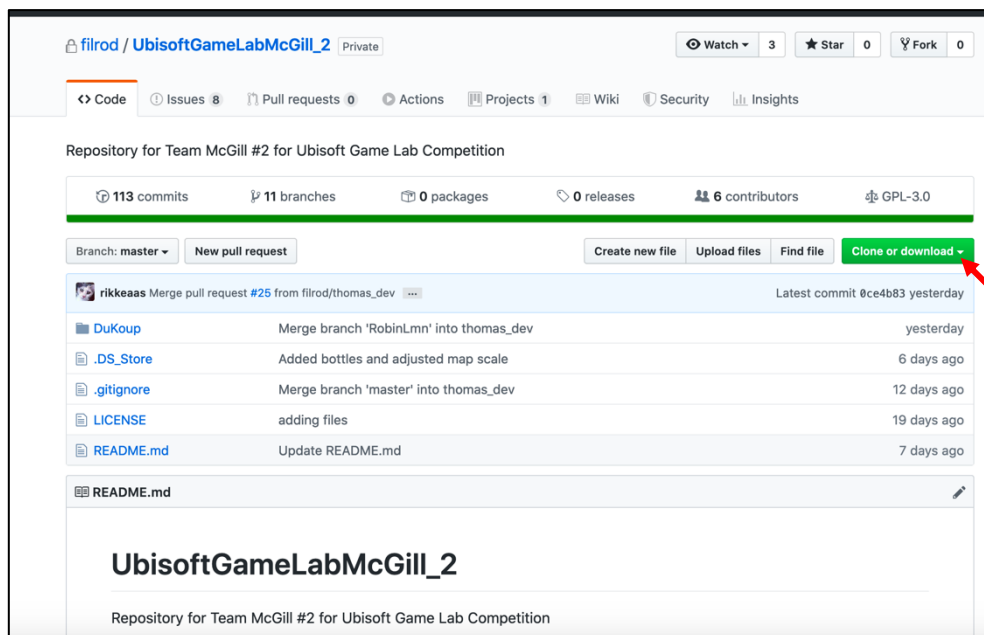 filrod / UbisoftGameLabMcGill_2 Private
Watch 3 Star 0 Fork 0
Code Issues 8 Pull requests 0 Actions Projects 1 Wiki Security Insights
Repository for Team McGill #2 for Ubisoft Game Lab Competition
113 commits 11 branches 0 packages 0 releases 6 contributors GPL-3.0
Branch: master New pull request Create new file Upload files Find file Clone or download
rikkeaas Merge pull request #25 from filrod/thomas_dev ... Latest commit 0ce4b83 yesterday
DuKoup Merge branch 'RobinLmn' into thomas_dev yesterday
.DS_Store Added bottles and adjusted map scale 6 days ago
.gitignore Merge branch 'master' into thomas_dev 12 days ago
LICENSE adding files 19 days ago
README.md Update README.md 7 days ago
README.md
UbisoftGameLabMcGill_2
Repository for Team McGill #2 for Ubisoft Game Lab Competition